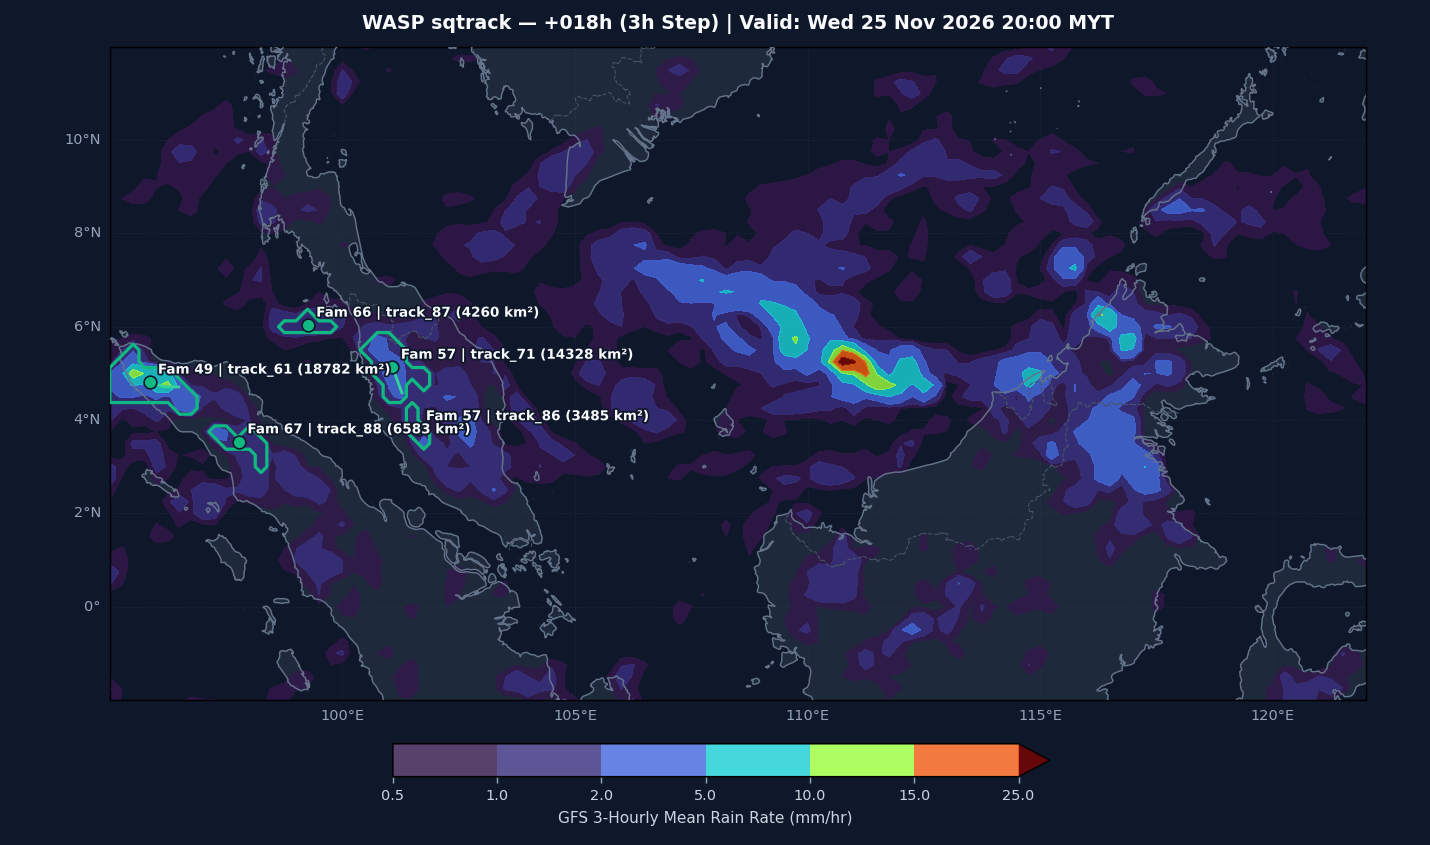 WASP sqtrack — +018h (3h Step) | Valid: Wed 25 Nov 2026 20:00 MYT
10°N
8°N
6°N
4°N
2°N
0°
Fam 66 | track_87 (4260 km²)
Fam 57 | track_71 (14328 km²)
Fam 49 | track_61 (18782 km²)
Fam 57 | track_86 (3485 km²)
Fam 67 | track_88 (6583 km²)
100°E 105°E 110°E 115°E 120°E
0.5 1.0 2.0 5.0 10.0 15.0 25.0
GFS 3-Hourly Mean Rain Rate (mm/hr)